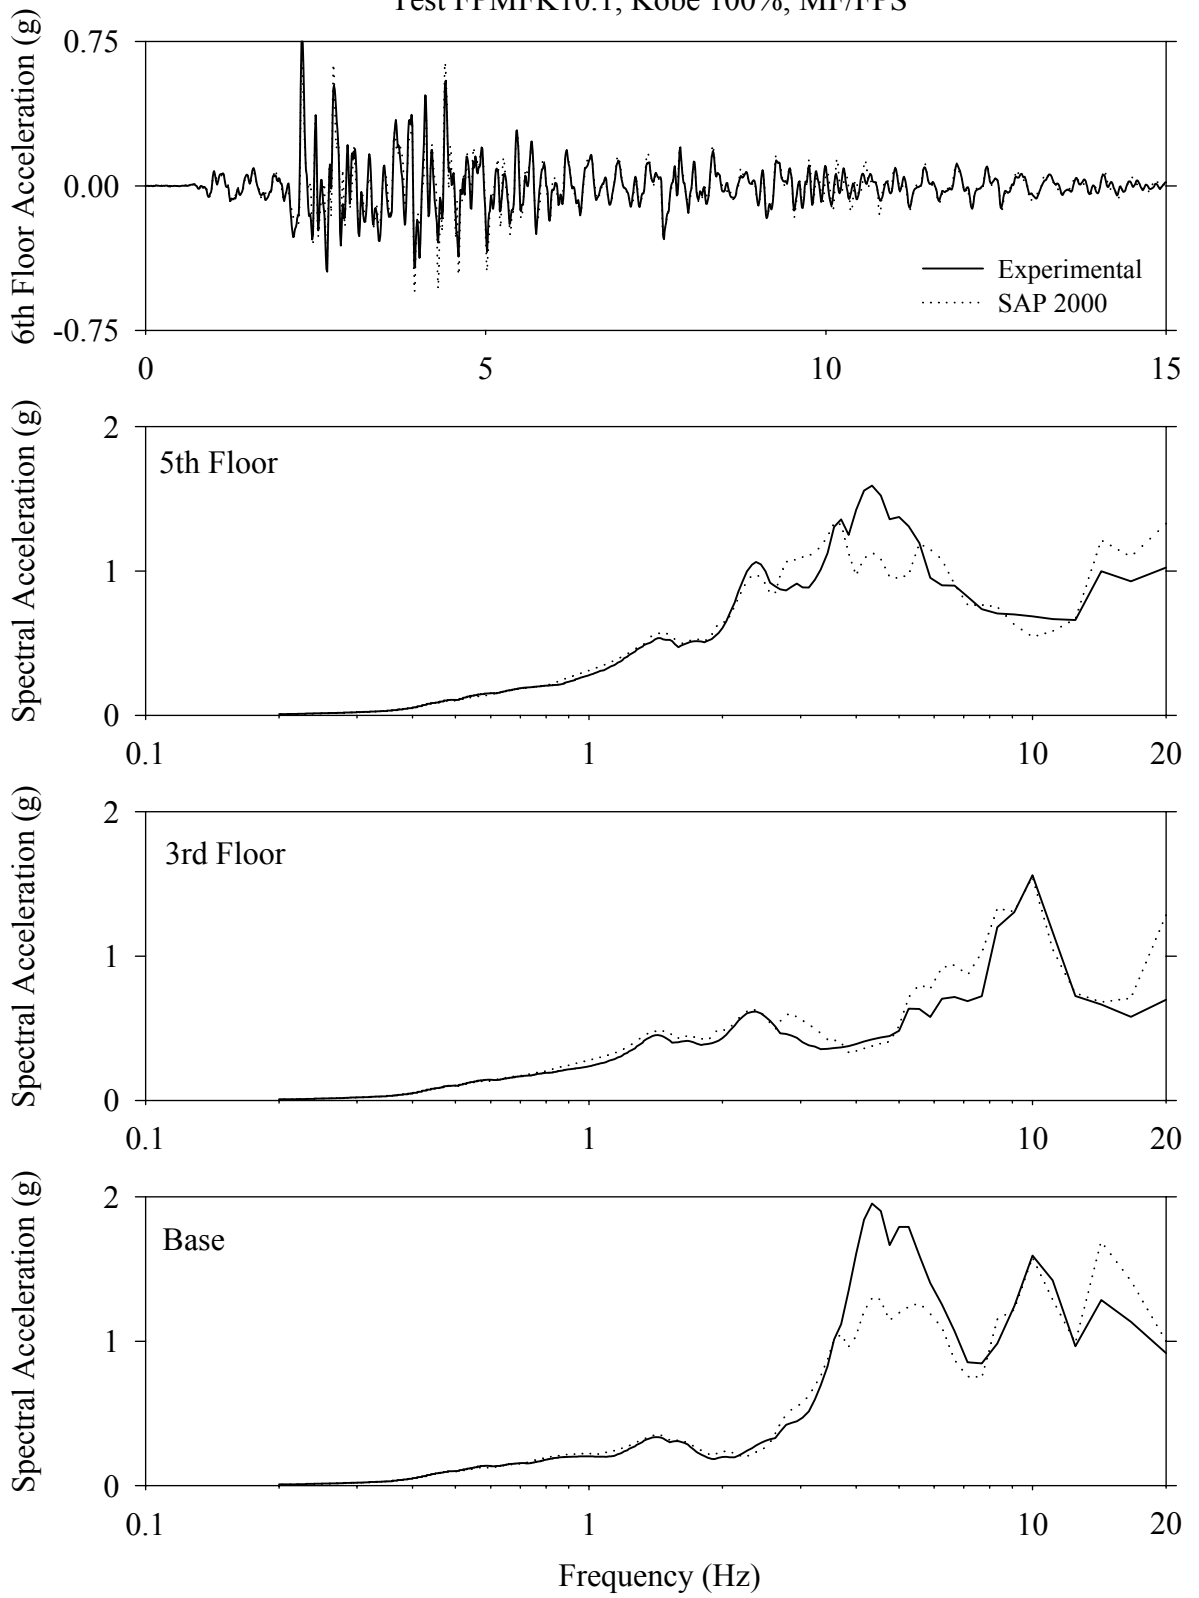 Test FPMFK10.1, Kobe 100%, MF/FPS
6th Floor Acceleration (g)
0.75
0.00
-0.75
Experimental
SAP 2000
0 5 10 15
Spectral Acceleration (g)
2
1
0
5th Floor
0.1 1 10 20
Spectral Acceleration (g)
2
1
0
3rd Floor
0.1 1 10 20
Spectral Acceleration (g)
2
1
0
Base
0.1 1 10 20
Frequency (Hz)